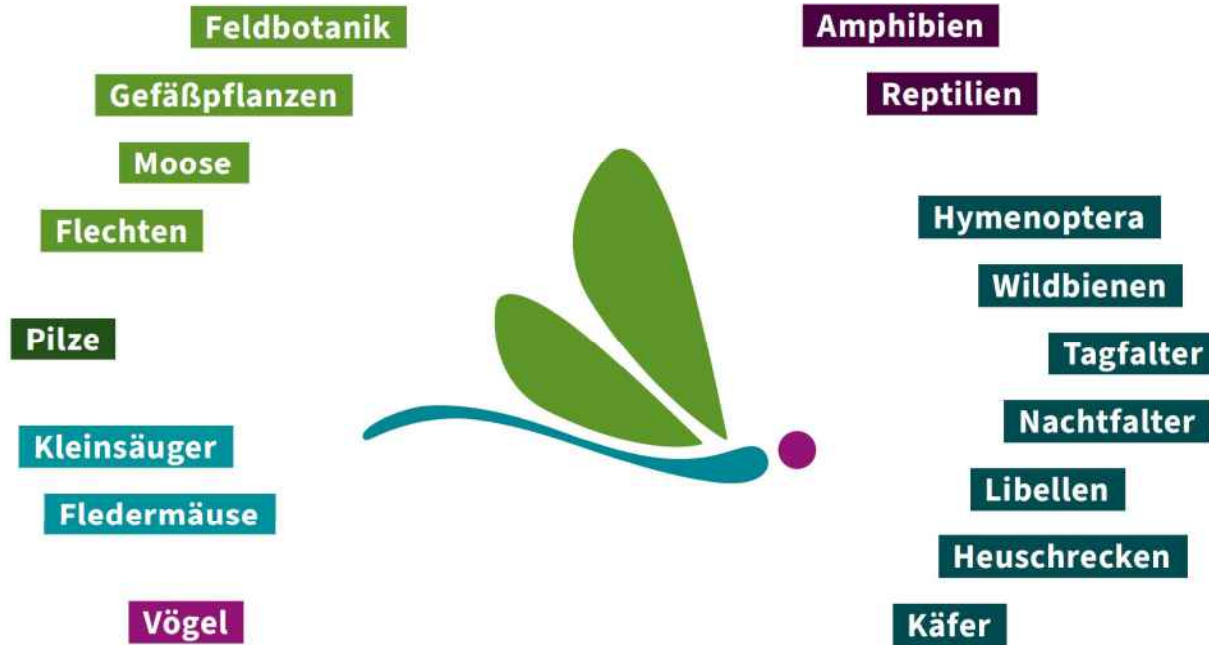 Feldbotanik
Gefäßpflanzen
Moose
Flechten
Pilze
Kleinsäuger
Fledermäuse
Vögel
Amphibien
Reptilien
Hymenoptera
Wildbienen
Tagfalter
Nachtfalter
Libellen
Heuschrecken
Käfer